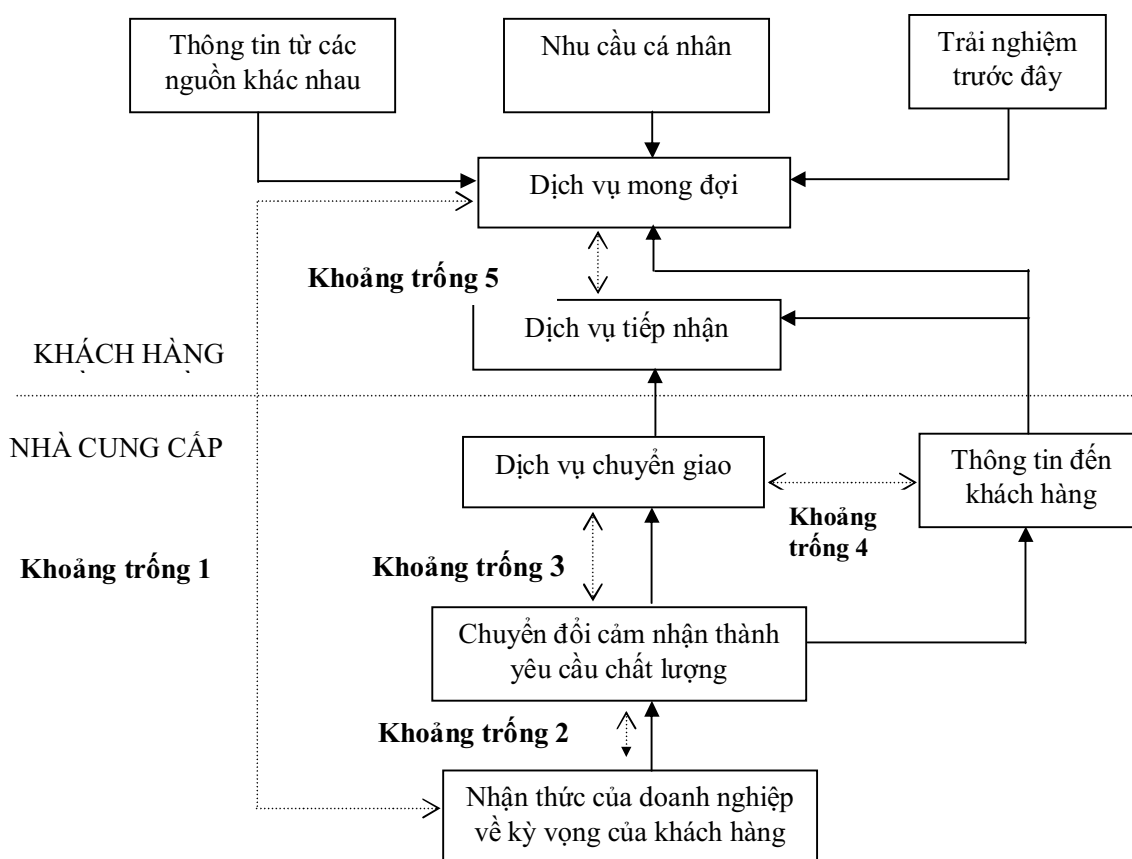 Thông tin từ các
nguồn khác nhau
Nhu cầu cá nhân
Trải nghiệm
trước đây
Dịch vụ mong đợi
Khoảng trống 5
Dịch vụ tiếp nhận
KHÁCH HÀNG
NHÀ CUNG CẤP
Dịch vụ chuyển giao
Thông tin đến
khách hàng
Khoảng
trống 4
Khoảng trống 1
Khoảng trống 3
Chuyển đổi cảm nhận thành
yêu cầu chất lượng
Khoảng trống 2
Nhận thức của doanh nghiệp
về kỳ vọng của khách hàng